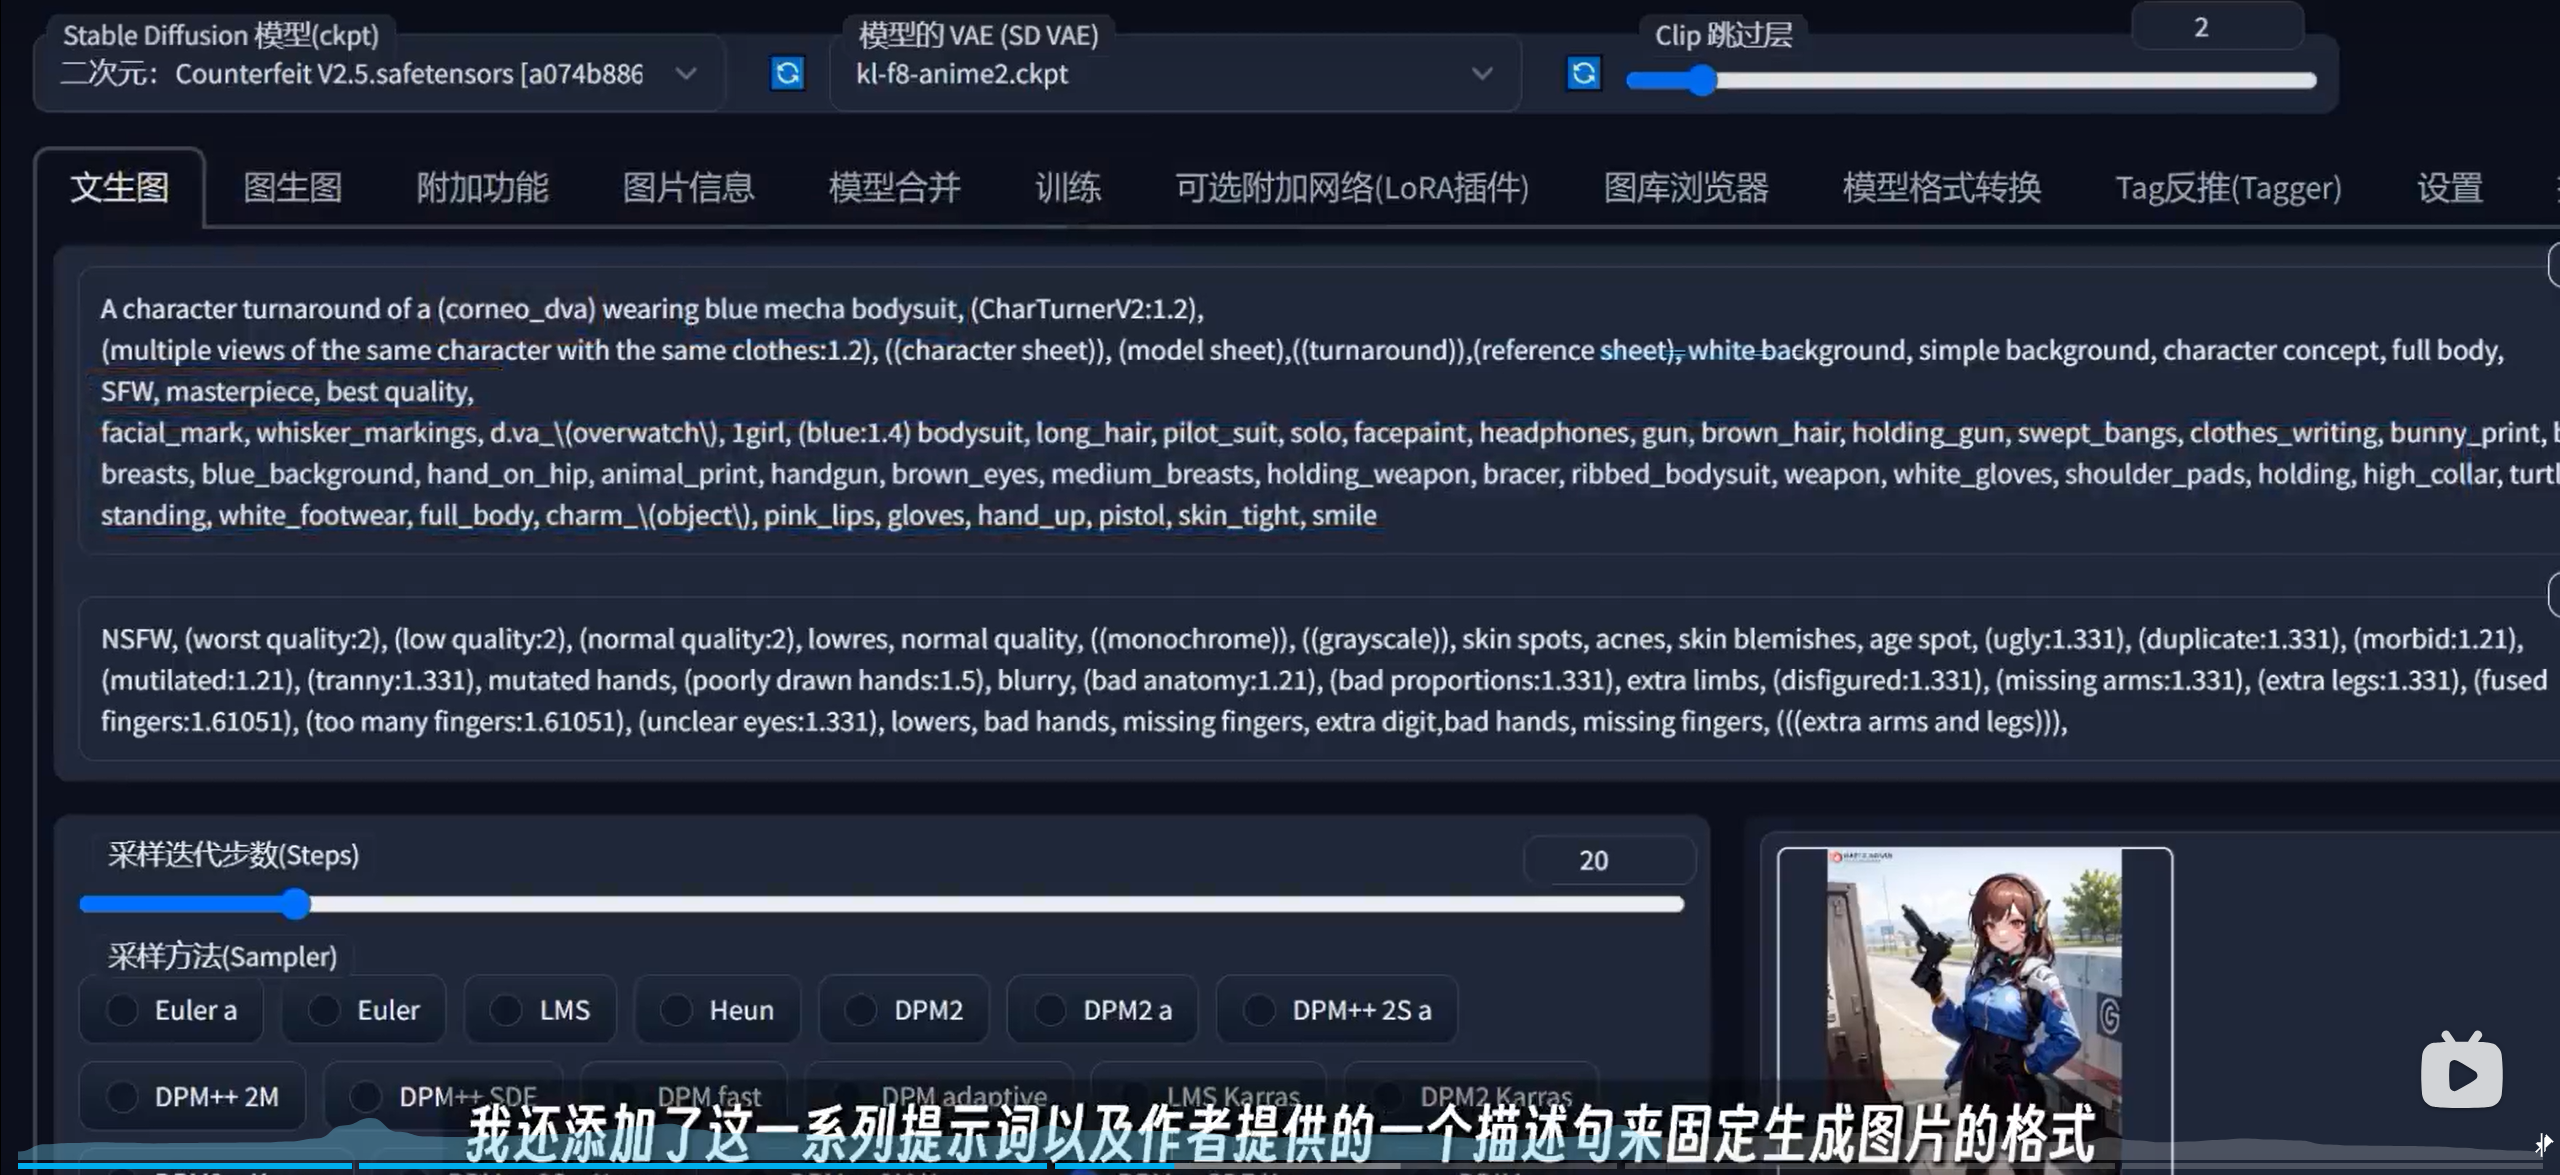 Stable Diffusion 模型(ckpt)
二次元：Counterfeit V2.5.safetensors [a074b886
模型的 VAE (SD VAE)
kl-f8-anime2.ckpt
Clip 跳过层
2
文生图 图生图 附加功能 图片信息 模型合并 训练 可选附加网络(LoRA插件) 图库浏览器 模型格式转换 Tag反推(Tagger) 设置
A character turnaround of a (corneo_dva) wearing blue mecha bodysuit, (CharTurnerV2:1.2),
(multiple views of the same character with the same clothes:1.2), ((character sheet)), (model sheet),((turnaround)),(reference sheet), white background, simple background, character concept, full body,
SFW, masterpiece, best quality,
facial_mark, whisker_markings, d.va_\(overwatch\), 1girl, (blue:1.4) bodysuit, long_hair, pilot_suit, solo, facepaint, headphones, gun, brown_hair, holding_gun, swept_bangs, clothes_writing, bunny_print,
breasts, blue_background, hand_on_hip, animal_print, handgun, brown_eyes, medium_breasts, holding_weapon, bracer, ribbed_bodysuit, weapon, white_gloves, shoulder_pads, holding, high_collar, turtl
standing, white_footwear, full_body, charm_\(object\), pink_lips, gloves, hand_up, pistol, skin_tight, smile
NSFW, (worst quality:2), (low quality:2), (normal quality:2), lowres, normal quality, ((monochrome)), ((grayscale)), skin spots, acnes, skin blemishes, age spot, (ugly:1.331), (duplicate:1.331), (morbid:1.21),
(mutilated:1.21), (tranny:1.331), mutated hands, (poorly drawn hands:1.5), blurry, (bad anatomy:1.21), (bad proportions:1.331), extra limbs, (disfigured:1.331), (missing arms:1.331), (extra legs:1.331), (fused
fingers:1.61051), (too many fingers:1.61051), (unclear eyes:1.331), lowers, bad hands, missing fingers, extra digit,bad hands, missing fingers, (((extra arms and legs))),
采样迭代步数(Steps)
20
采样方法(Sampler)
Euler a Euler LMS Heun DPM2 DPM2 a DPM++ 2S a
DPM++ 2M DPM++ SDE DPM fast DPM adaptive LMS Karras DPM2 Karras
我还添加了这一系列提示词以及作者提供的一个描述句来固定生成图片的格式